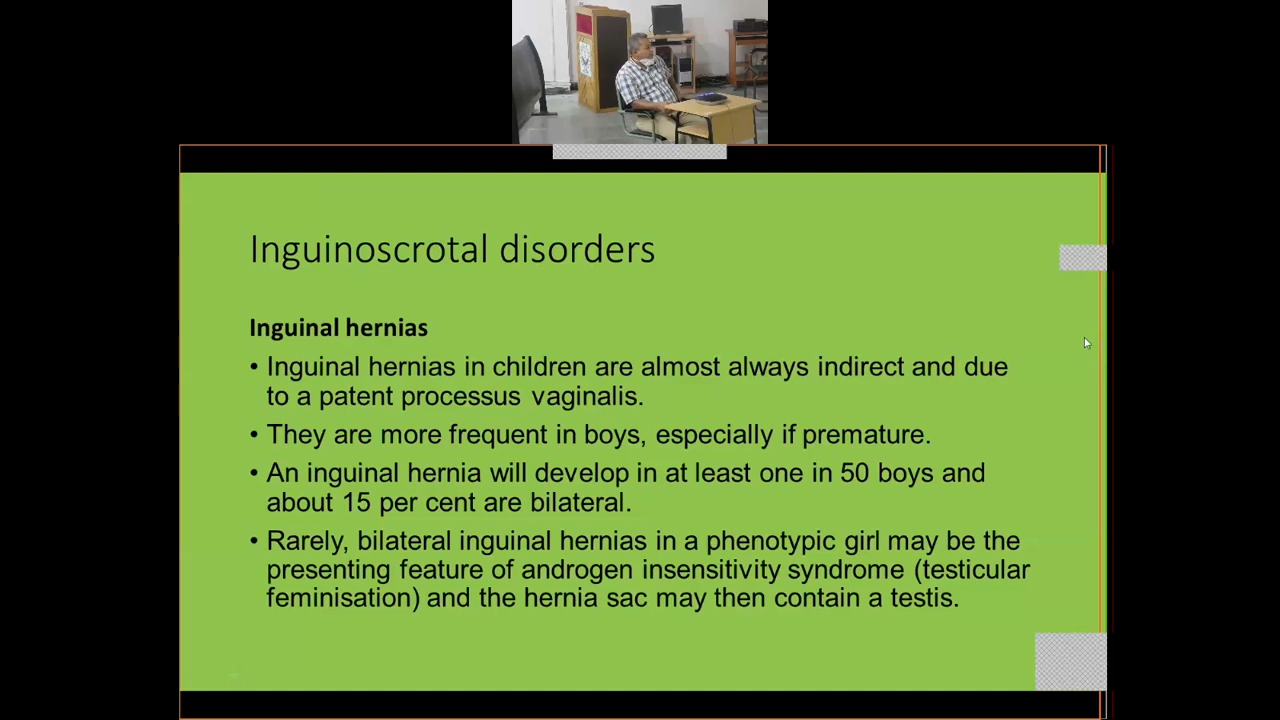 Inguinoscrotal disorders
Inguinal hernias
• Inguinal hernias in children are almost always indirect and due
to a patent processus vaginalis.
• They are more frequent in boys, especially if premature.
• An inguinal hernia will develop in at least one in 50 boys and
about 15 per cent are bilateral.
• Rarely, bilateral inguinal hernias in a phenotypic girl may be the
presenting feature of androgen insensitivity syndrome (testicular
feminisation) and the hernia sac may then contain a testis.